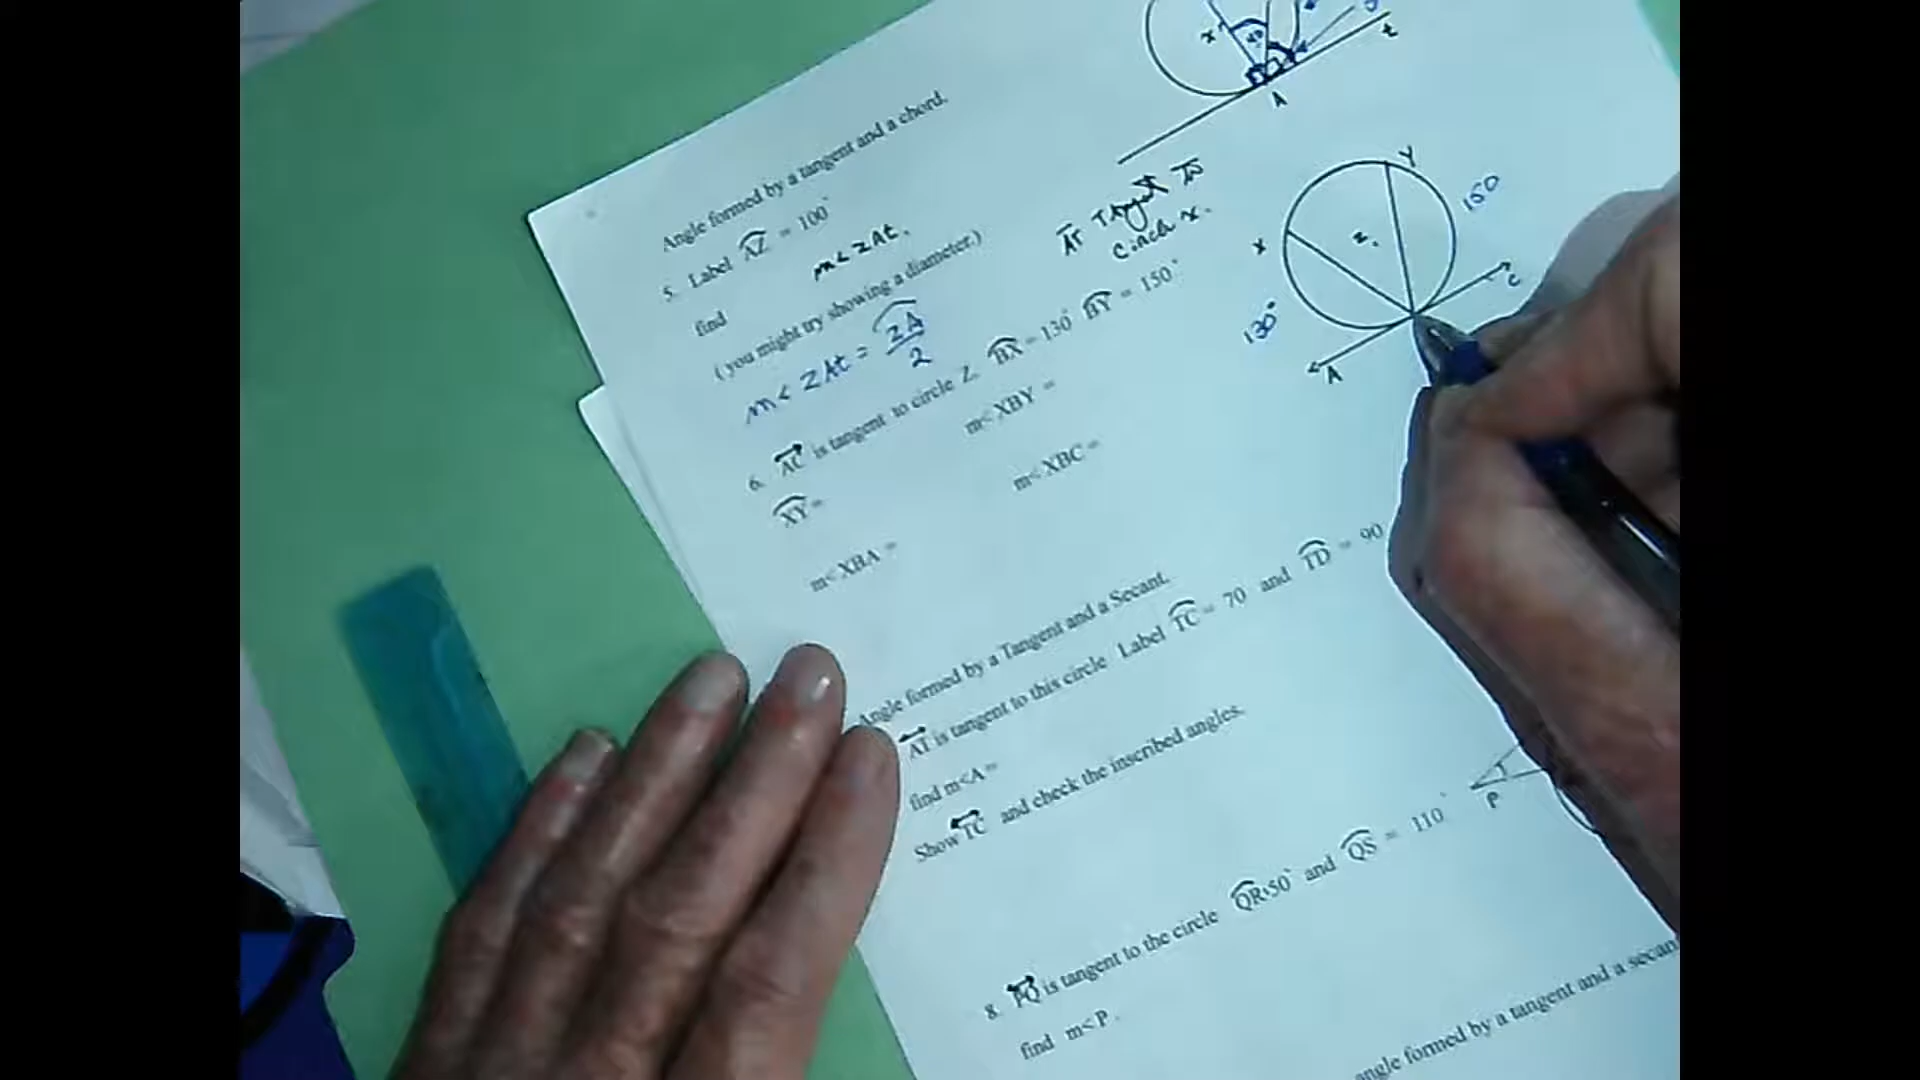 Angle formed by a tangent and a chord.
5. Label AZ = 100°
find m< ZAt.
(you might try showing a diameter.)
m< ZAt = ZA
2
AT Tangent to
circle x.
6. AC is tangent to circle Z. BX = 130° BY = 150°
XY = m< XBY =
m< XBA = m< XBC =
Angle formed by a Tangent and a Secant.
AT is tangent to this circle Label TC = 70 and TD = 90
find m<A =
Show TC and check the inscribed angles.
8. PQ is tangent to the circle QR=50° and QS = 110°
find m< P.
angle formed by a tangent and a secan
x
t
A
Y
150
x
z.
130°
C
A
P